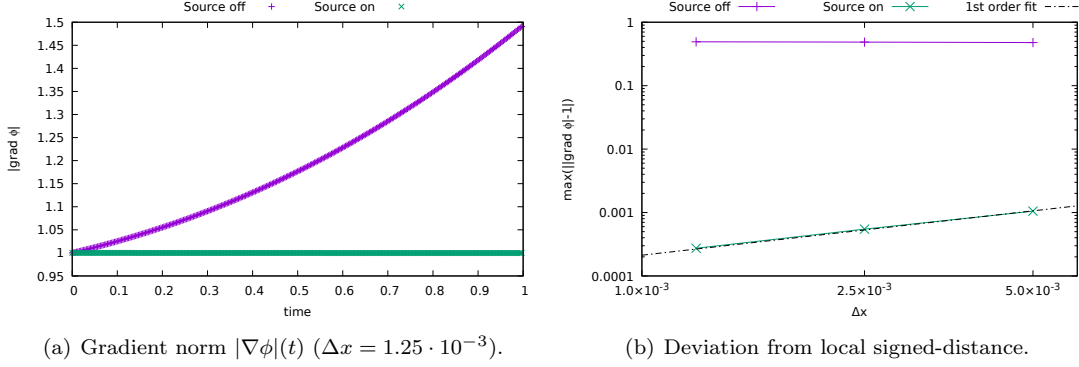 Source off
Source on
1.5
1.45
1.4
1.35
1.3
1.25
1.2
1.15
1.1
1.05
1
0.95
|grad ϕ|
0 0.1 0.2 0.3 0.4 0.5 0.6 0.7 0.8 0.9 1
time
(a) Gradient norm |∇ϕ|(t) (Δx = 1.25 · 10⁻³).
Source off
Source on
1st order fit
1
0.1
0.001
0.0001
max(||grad ϕ|-1|)
1.0×10⁻³ 2.5×10⁻³ 5.0×10⁻³
Δx
(b) Deviation from local signed-distance.